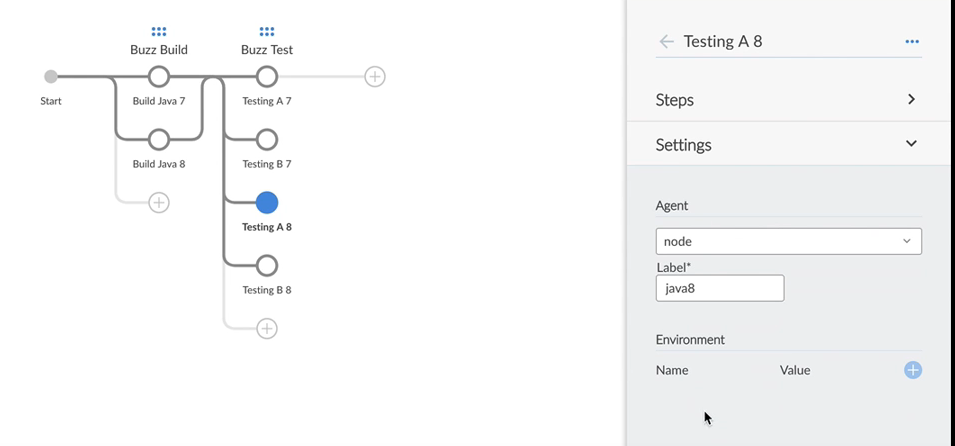 Buzz Build
Buzz Test
Start
Build Java 7
Testing A 7
Build Java 8
Testing B 7
Testing A 8
Testing B 8
Testing A 8
Steps
Settings
Agent
node
Label*
java8
Environment
Name Value